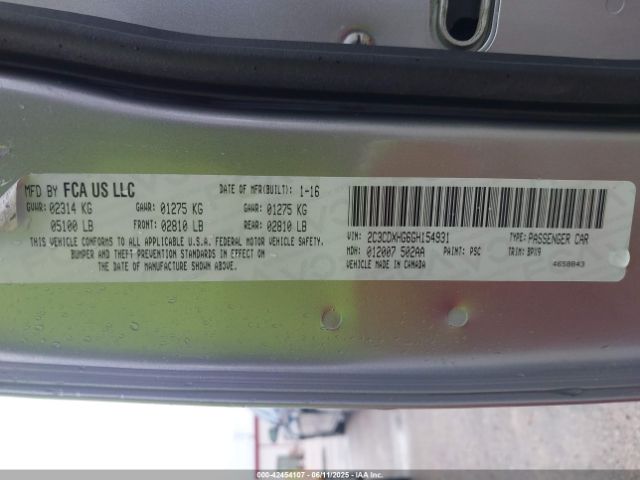 MFD BY FCA US LLC DATE OF MFR(BUILT): 1-16
GVWR: 02314 KG GAWR: 01275 KG GAWR: 01275 KG
05100 LB FRONT: 02810 LB REAR: 02810 LB
THIS VEHICLE CONFORMS TO ALL APPLICABLE U.S.A. FEDERAL MOTOR VEHICLE SAFETY,
BUMPER AND THEFT PREVENTION STANDARDS IN EFFECT ON
THE DATE OF MANUFACTURE SHOWN ABOVE.
VIN: 2C3CDXHG6GH154931 TYPE: PASSENGER CAR
MDH: 012007 502AA PAINT: PSC TRIM: BPX9
VEHICLE MADE IN CANADA 4658843
000-42454107 - 06/11/2025 - IAAI.com